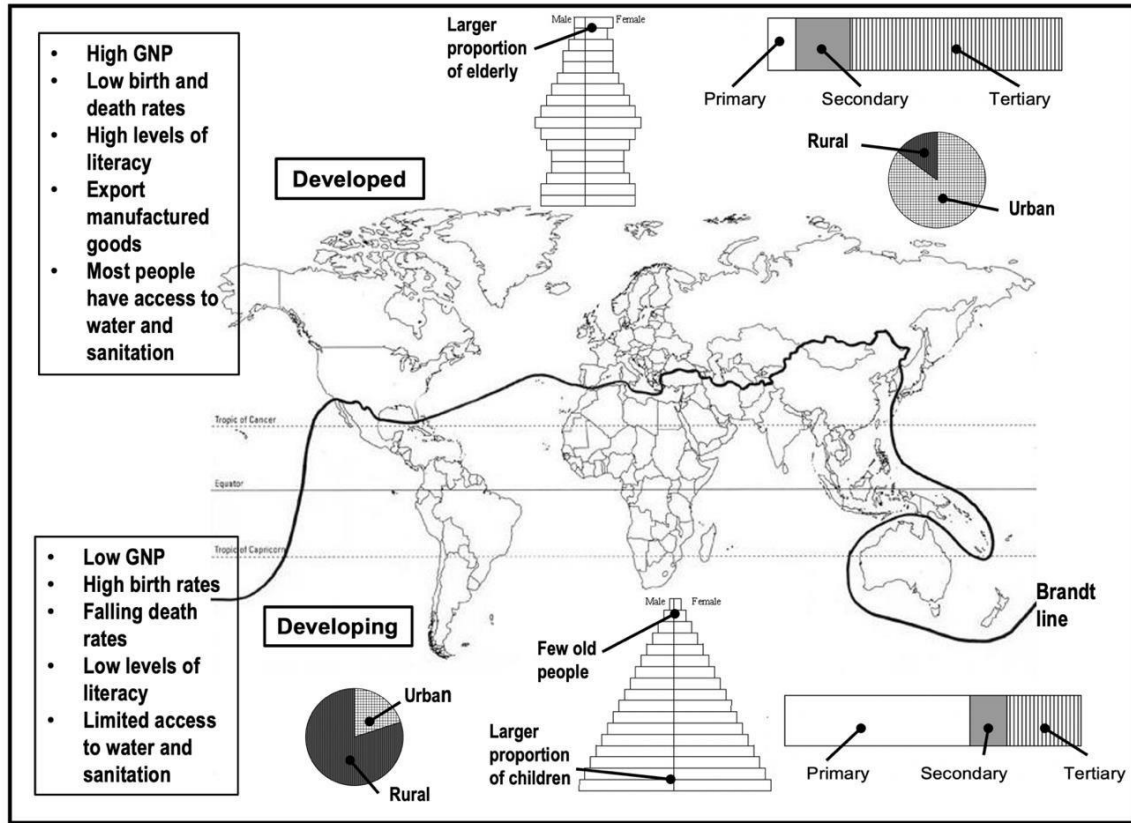 • High GNP
• Low birth and
death rates
• High levels of
literacy
• Export
manufactured
goods
• Most people
have access to
water and
sanitation
Developed
Larger
proportion
of elderly
Male Female
Primary Secondary Tertiary
Rural
Urban
Tropic of Cancer
Equator
Tropic of Capricorn
• Low GNP
• High birth rates
• Falling death
rates
• Low levels of
literacy
• Limited access
to water and
sanitation
Developing
Urban
Rural
Male Female
Few old
people
Larger
proportion
of children
Brandt
line
Primary Secondary Tertiary